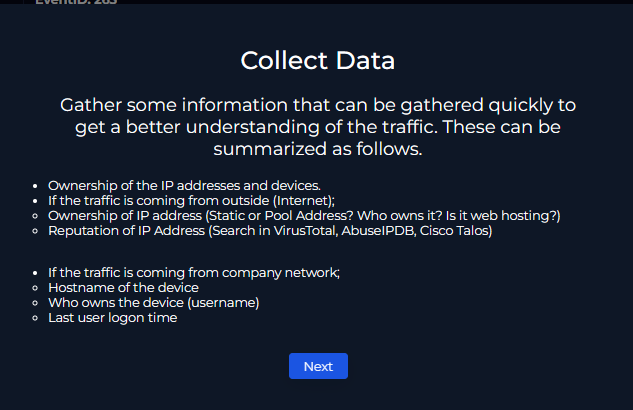 EventID: 263
Collect Data
Gather some information that can be gathered quickly to
get a better understanding of the traffic. These can be
summarized as follows.
Ownership of the IP addresses and devices.
If the traffic is coming from outside (Internet);
Ownership of IP address (Static or Pool Address? Who owns it? Is it web hosting?)
Reputation of IP Address (Search in VirusTotal, AbuseIPDB, Cisco Talos)
If the traffic is coming from company network;
Hostname of the device
Who owns the device (username)
Last user logon time
Next